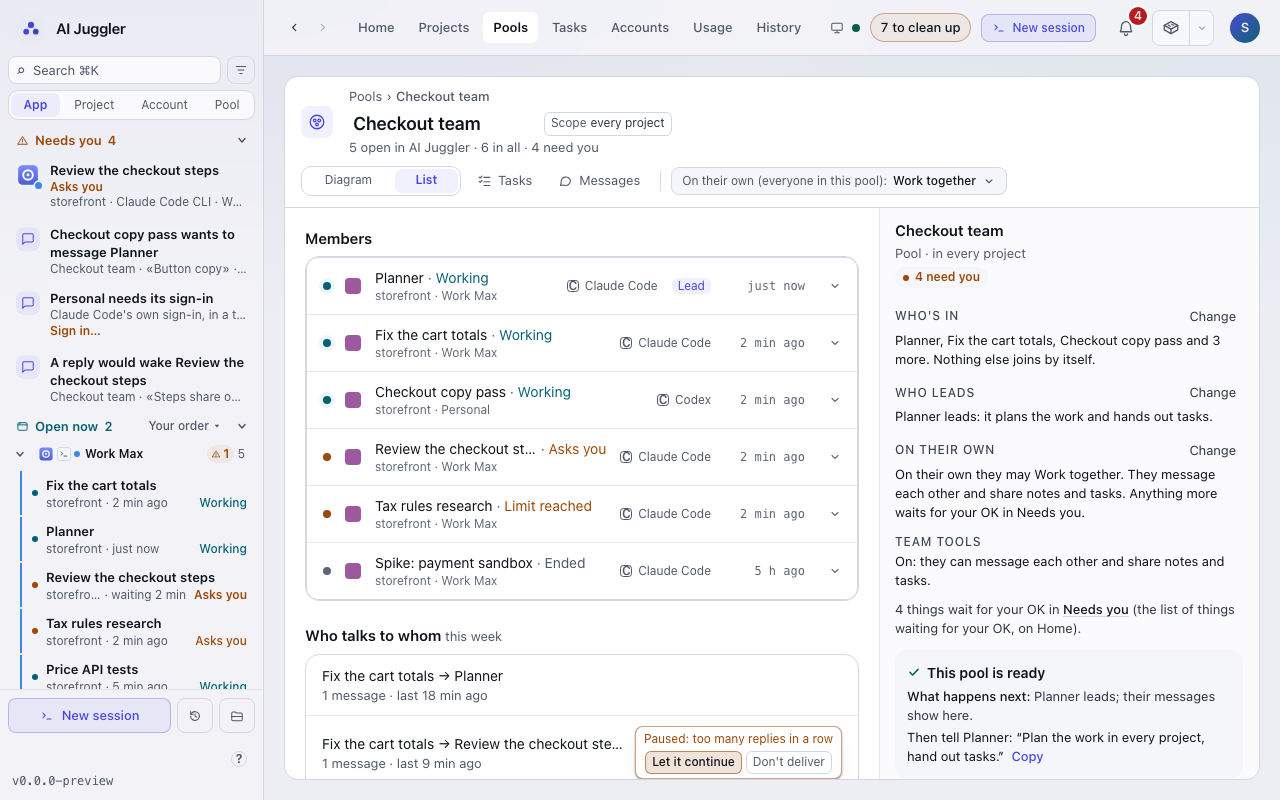 AI Juggler
Search ⌘K
App Project Account Pool
Needs you 4
Review the checkout steps
Asks you
storefront · Claude Code CLI · W…
Checkout copy pass wants to
message Planner
Checkout team · «Button copy» ·…
Personal needs its sign-in
Claude Code's own sign-in, in a t…
Sign in…
A reply would wake Review the
checkout steps
Checkout team · «Steps share o…
Open now 2 Your order
Work Max 1 5
Fix the cart totals
storefront · 2 min ago Working
Planner
storefront · just now Working
Review the checkout steps
storefro… · waiting 2 min Asks you
Tax rules research
storefront · 2 min ago Asks you
Price API tests
storefront · 5 min ago Working
New session
?
v0.0.0-preview
Home Projects Pools Tasks Accounts Usage History 7 to clean up New session 4 S
Pools › Checkout team
Checkout team Scope every project
5 open in AI Juggler · 6 in all · 4 need you
Diagram List Tasks Messages On their own (everyone in this pool): Work together
Members
Planner · Working
storefront · Work Max
C Claude Code Lead just now
Fix the cart totals · Working
storefront · Work Max
C Claude Code 2 min ago
Checkout copy pass · Working
storefront · Personal
C Codex 2 min ago
Review the checkout st… · Asks you
storefront · Work Max
C Claude Code 2 min ago
Tax rules research · Limit reached
storefront · Work Max
C Claude Code 2 min ago
Spike: payment sandbox · Ended
storefront · Work Max
C Claude Code 5 h ago
Who talks to whom this week
Fix the cart totals → Planner
1 message · last 18 min ago
Fix the cart totals → Review the checkout ste…
1 message · last 9 min ago
Paused: too many replies in a row
Let it continue Don't deliver
Checkout team
Pool · in every project
4 need you
WHO'S IN Change
Planner, Fix the cart totals, Checkout copy pass and 3
more. Nothing else joins by itself.
WHO LEADS Change
Planner leads: it plans the work and hands out tasks.
ON THEIR OWN Change
On their own they may Work together. They message
each other and share notes and tasks. Anything more
waits for your OK in Needs you.
TEAM TOOLS
On: they can message each other and share notes and
tasks.
4 things wait for your OK in Needs you (the list of things
waiting for your OK, on Home).
This pool is ready
What happens next: Planner leads; their messages
show here.
Then tell Planner: “Plan the work in every project,
hand out tasks.” Copy